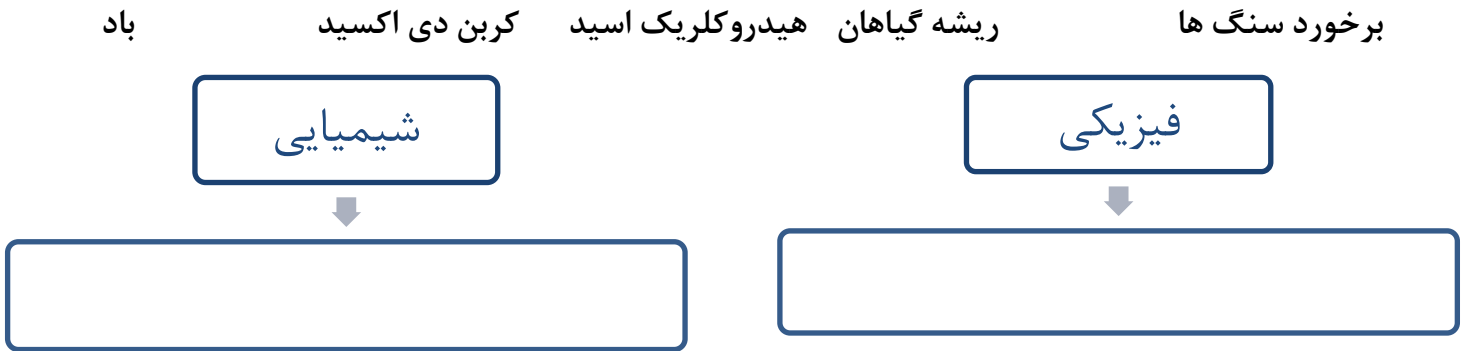 برخورد سنگ ها ریشه گیاهان هیدروکلریک اسید کربن دی اکسید باد
فیزیکی
شیمیایی